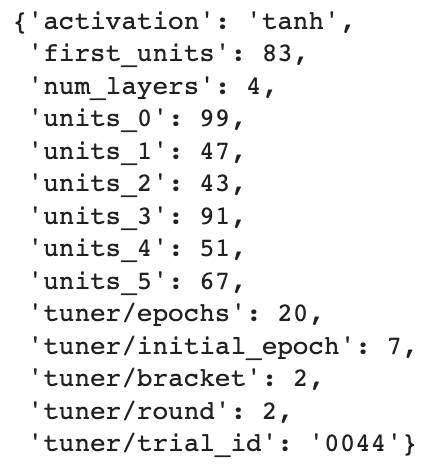 {'activation': 'tanh',
'first_units': 83,
'num_layers': 4,
'units_0': 99,
'units_1': 47,
'units_2': 43,
'units_3': 91,
'units_4': 51,
'units_5': 67,
'tuner/epochs': 20,
'tuner/initial_epoch': 7,
'tuner/bracket': 2,
'tuner/round': 2,
'tuner/trial_id': '0044'}